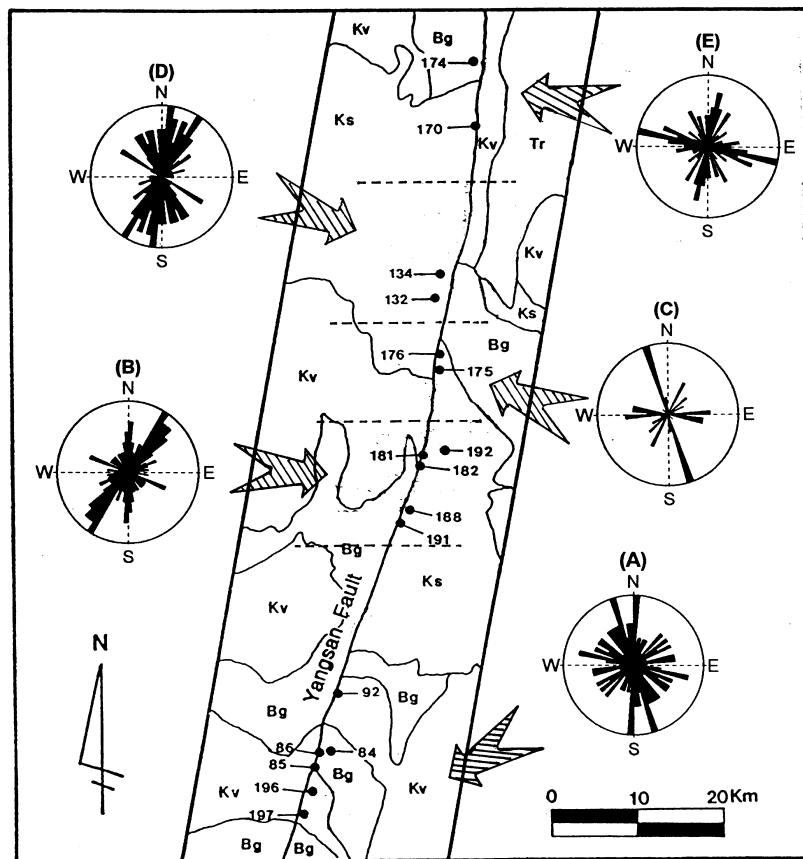 Kv
Bg
174
(D)
N
W
E
S
(E)
N
W
E
S
Ks
170
Kv
Tr
Kv
134
132
Ks
Bg
176
175
Kv
(C)
N
W
E
S
(B)
N
W
E
S
181
192
182
188
191
Bg
Ks
Kv
Yangsan-Fault
(A)
N
W
E
S
N
92
Bg
Bg
86
84
85
Bg
Kv
196
Kv
197
Bg
Bg
0 10 20 Km